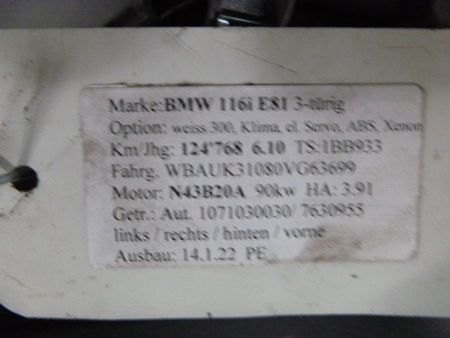 Marke:BMW 116i E81 3-türig
Option: weiss 300, Klima, el. Servo, ABS, Xenon
Km/Jhg: 124'768 6.10 TS:1BB933
Fahrg. WBAUK31080VG63699
Motor: N43B20A 90kw HA: 3.91
Getr.: Aut. 1071030030/ 7630955
links / rechts / hinten / vorne
Ausbau: 14.1.22 PE